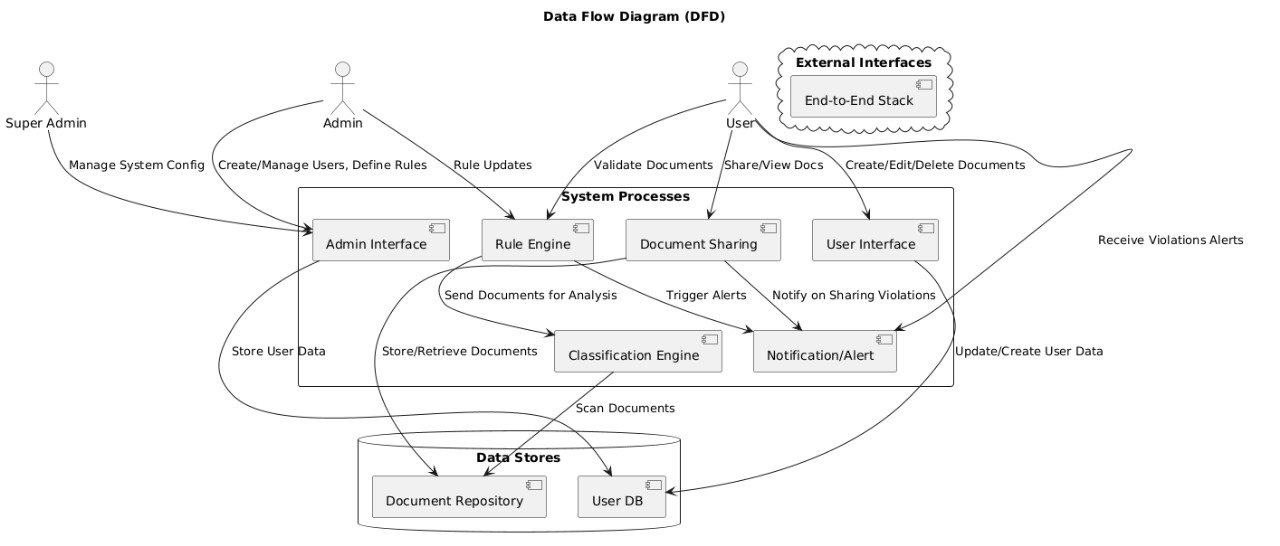 Data Flow Diagram (DFD)
External Interfaces
End-to-End Stack
Super Admin
Admin
User
Manage System Config
Create/Manage Users, Define Rules
Rule Updates
Validate Documents
Share/View Docs
Create/Edit/Delete Documents
System Processes
Admin Interface
Rule Engine
Document Sharing
User Interface
Receive Violations Alerts
Send Documents for Analysis
Trigger Alerts
Notify on Sharing Violations
Store User Data
Store/Retrieve Documents
Classification Engine
Notification/Alert
Update/Create User Data
Scan Documents
Data Stores
Document Repository
User DB